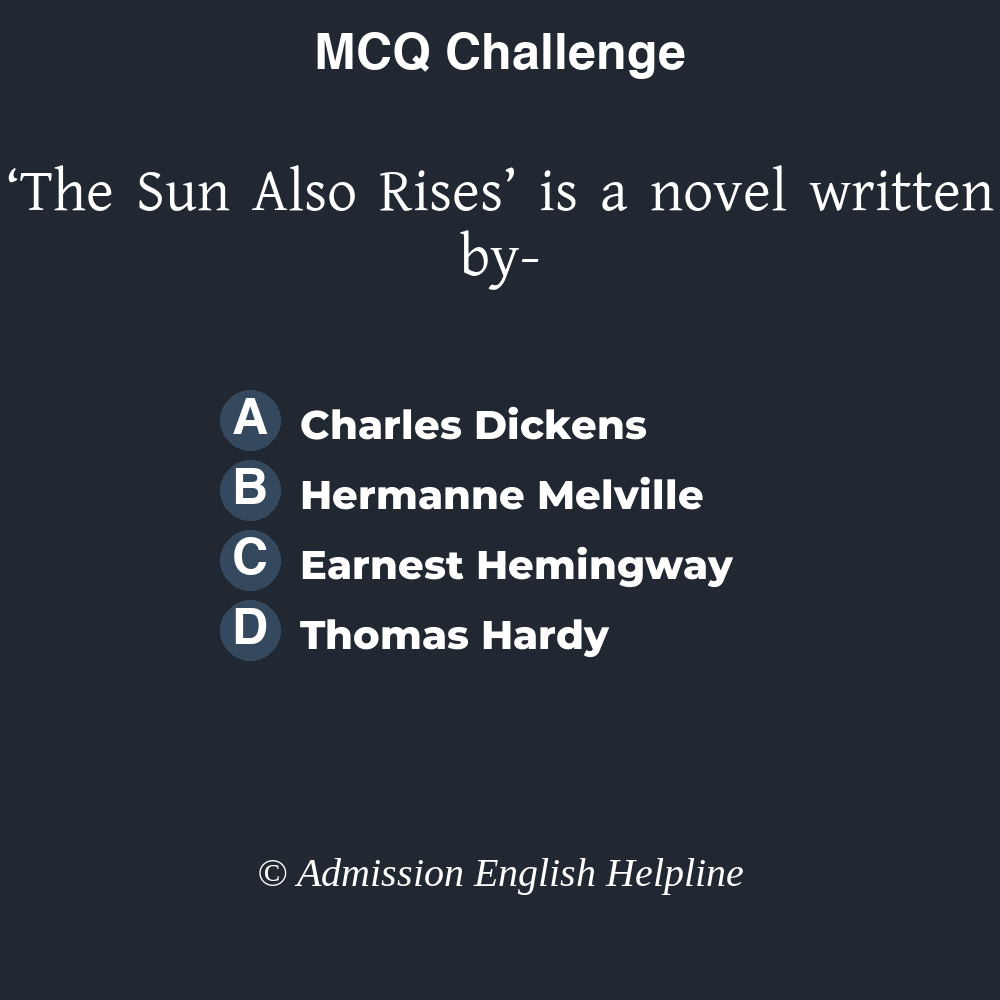 MCQ Challenge
‘The Sun Also Rises’ is a novel written
by-
A Charles Dickens
B Hermanne Melville
C Earnest Hemingway
D Thomas Hardy
© Admission English Helpline